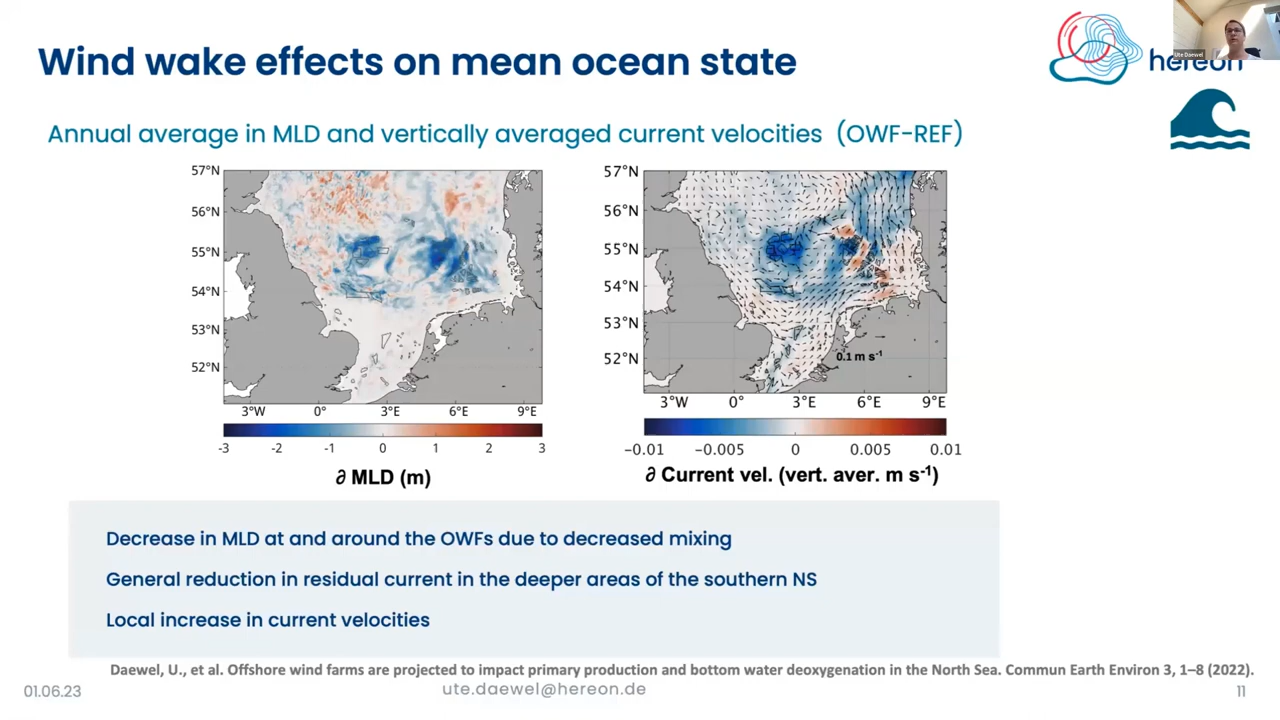 Wind wake effects on mean ocean state
hereon
Ute Daewel
Annual average in MLD and vertically averaged current velocities (OWF-REF)
57°N
56°N
55°N
54°N
53°N
52°N
3°W 0° 3°E 6°E 9°E
-3 -2 -1 0 1 2 3
∂ MLD (m)
57°N
56°N
55°N
54°N
53°N
52°N
0.1 m s⁻¹
3°W 0° 3°E 6°E 9°E
−0.01 −0.005 0 0.005 0.01
∂ Current vel. (vert. aver. m s⁻¹)
Decrease in MLD at and around the OWFs due to decreased mixing
General reduction in residual current in the deeper areas of the southern NS
Local increase in current velocities
Daewel, U., et al. Offshore wind farms are projected to impact primary production and bottom water deoxygenation in the North Sea. Commun Earth Environ 3, 1–8 (2022).
01.06.23 ute.daewel@hereon.de 11